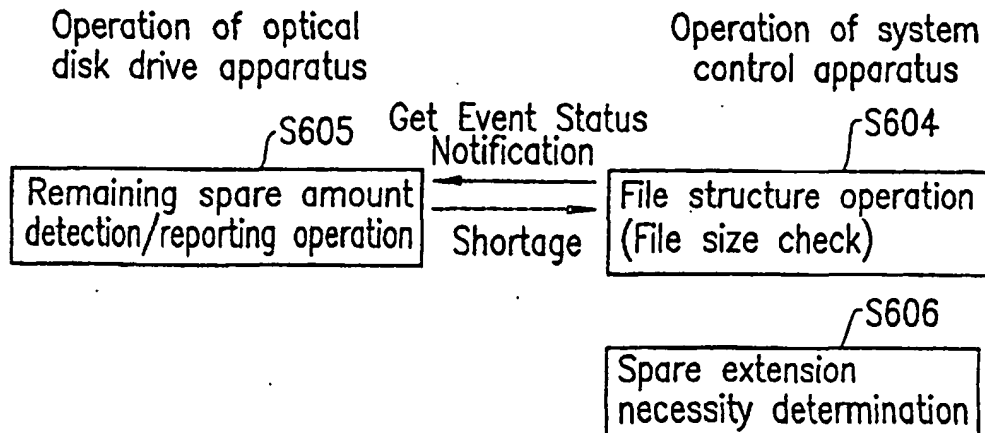 Operation of optical
disk drive apparatus
Operation of system
control apparatus
S605
Get Event Status
Notification
S604
Remaining spare amount
detection/reporting operation
Shortage
File structure operation
(File size check)
S606
Spare extension
necessity determination